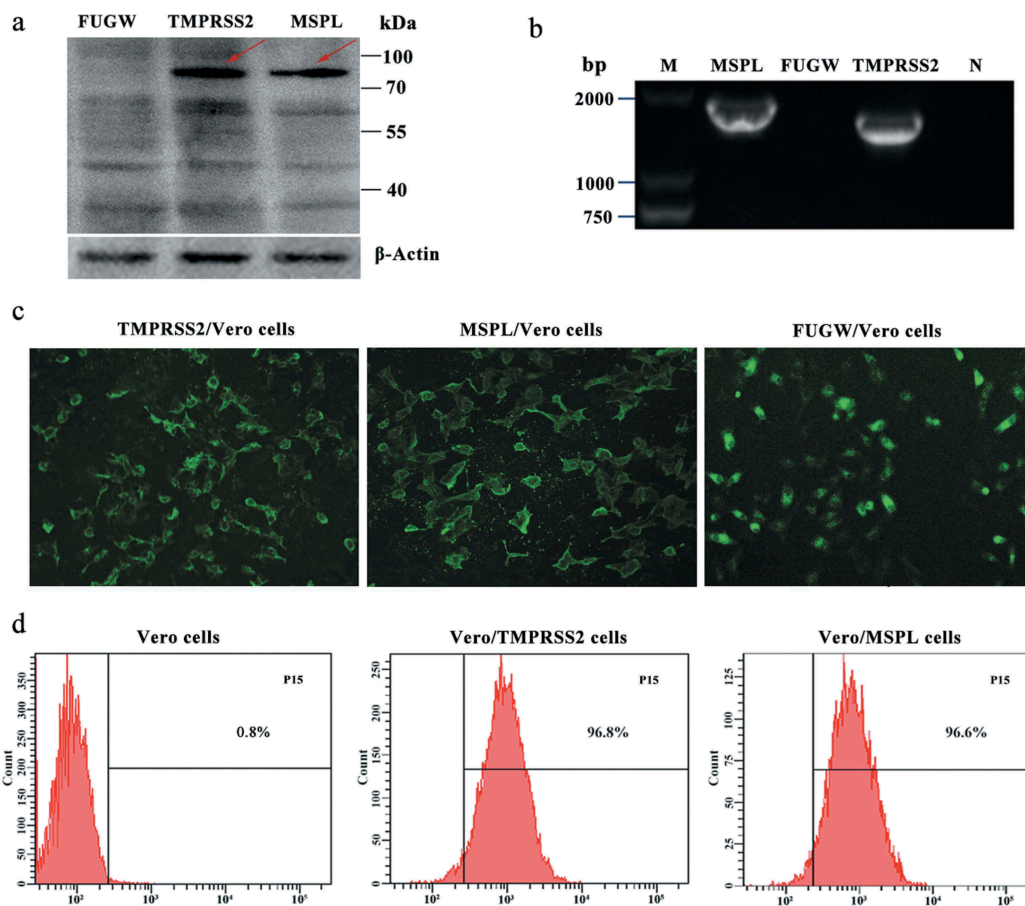 a
FUGW TMPRSS2 MSPL kDa
100
70
55
40
β-Actin
b
bp M MSPL FUGW TMPRSS2 N
2000
1000
750
c
TMPRSS2/Vero cells MSPL/Vero cells FUGW/Vero cells
d
Vero cells
P15
0.8%
Count
0 50 100 150 200 250 300 350
10² 10³ 10⁴ 10⁵
Vero/TMPRSS2 cells
P15
96.8%
Count
0 50 100 150 200 250
10² 10³ 10⁴ 10⁵
Vero/MSPL cells
P15
96.6%
Count
0 25 50 75 100 125
10² 10³ 10⁴ 10⁵